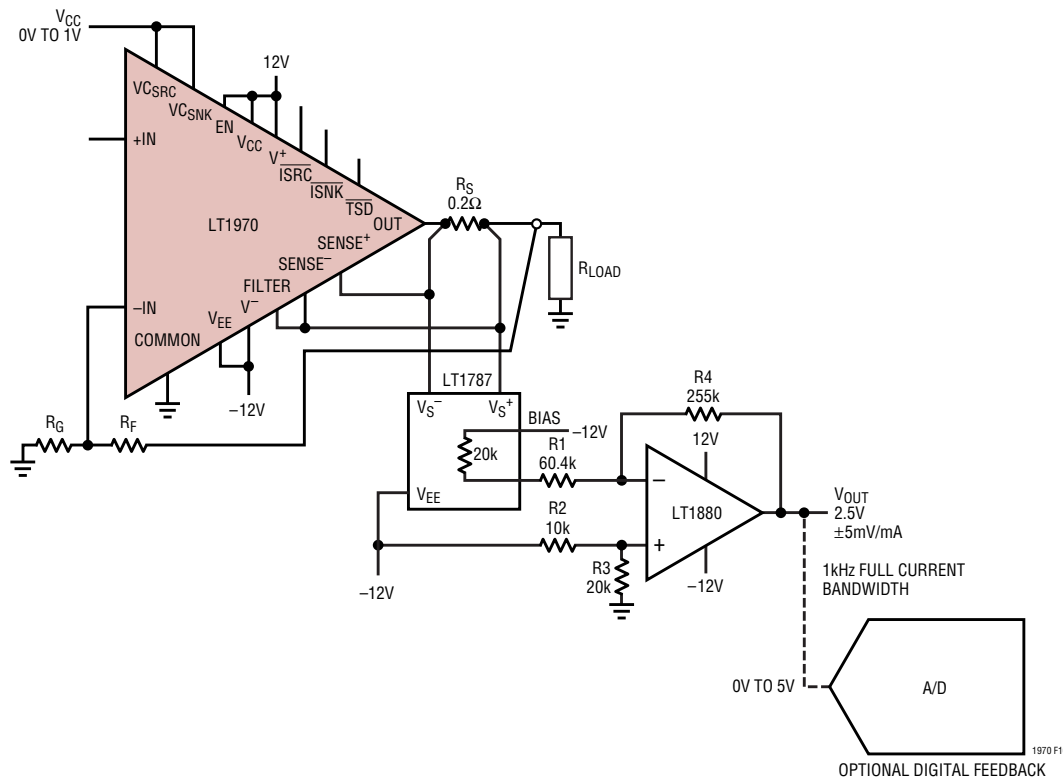 VCC
0V TO 1V
12V
VCSRC
VCSNK
EN
VCC
V+
ISRC
ISNK
TSD
OUT
+IN
LT1970
SENSE+
SENSE–
FILTER
V–
VEE
–IN
COMMON
RS
0.2Ω
RLOAD
–12V
RG
RF
LT1787
VS–
VS+
BIAS
–12V
20k
R1
60.4k
VEE
R2
10k
R3
20k
–12V
R4
255k
12V
–
LT1880
+
–12V
VOUT
2.5V
±5mV/mA
1kHz FULL CURRENT
BANDWIDTH
0V TO 5V
A/D
1970 F1
OPTIONAL DIGITAL FEEDBACK